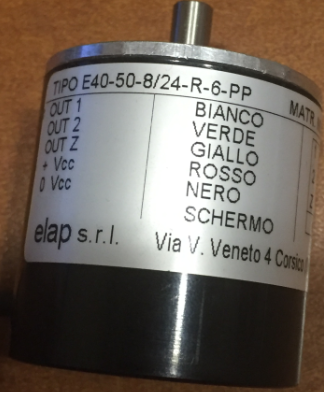 TIPO E40-50-8/24-R-6-PP MATR
OUT 1 BIANCO
OUT 2 VERDE
OUT Z GIALLO
+ Vcc ROSSO
0 Vcc NERO
SCHERMO
elap s.r.l. Via V. Veneto 4 Corsico